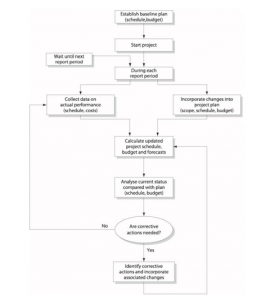 Establish baseline plan
(schedule,budget)
Start project
Wait until next
report period
During each
report period
Collect data on
actual performance
(schedule, costs)
Incorporate changes into
project plan
(scope, schedule, budget)
Calculate updated
project schedule,
budget and forecasts
Analyse current status
compared with plan
(schedule, budget)
Are corrective
actions needed?
No
Yes
Identify corrective
actions and incorporate
associated changes